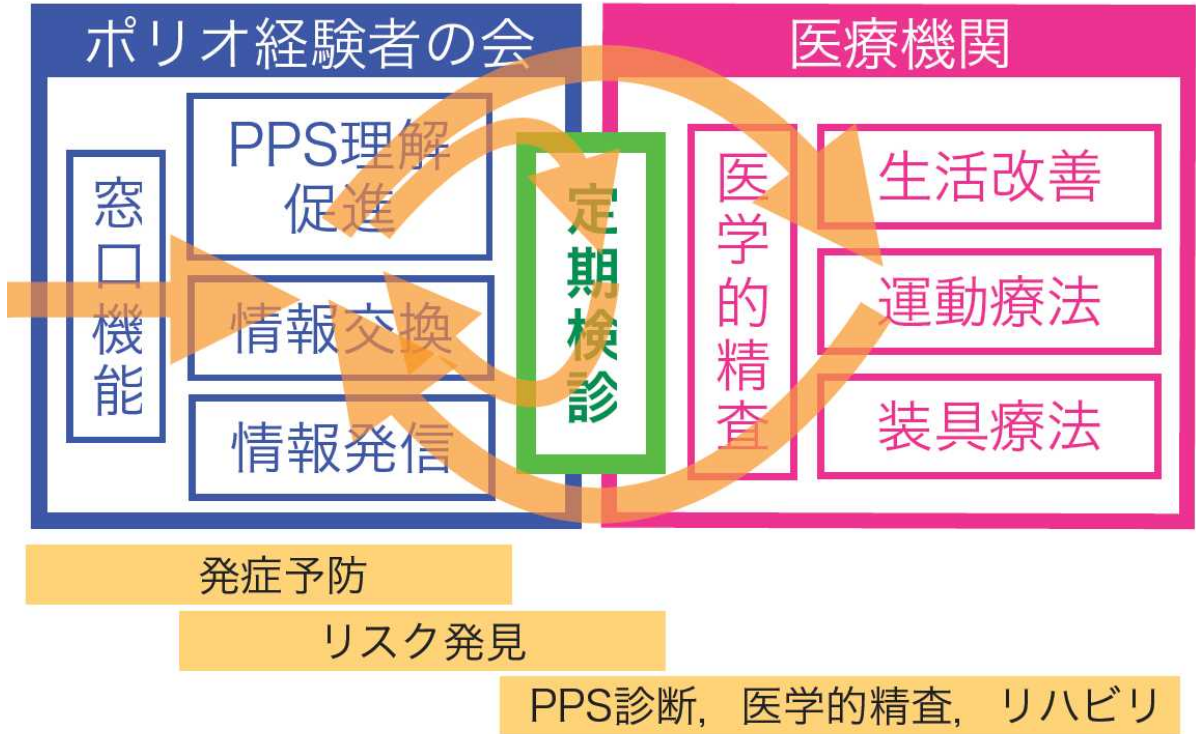 ポリオ経験者の会
窓口機能
PPS理解
促進
情報交換
情報発信
定期検診
医療機関
医学的精査
生活改善
運動療法
装具療法
発症予防
リスク発見
PPS診断, 医学的精査, リハビリ